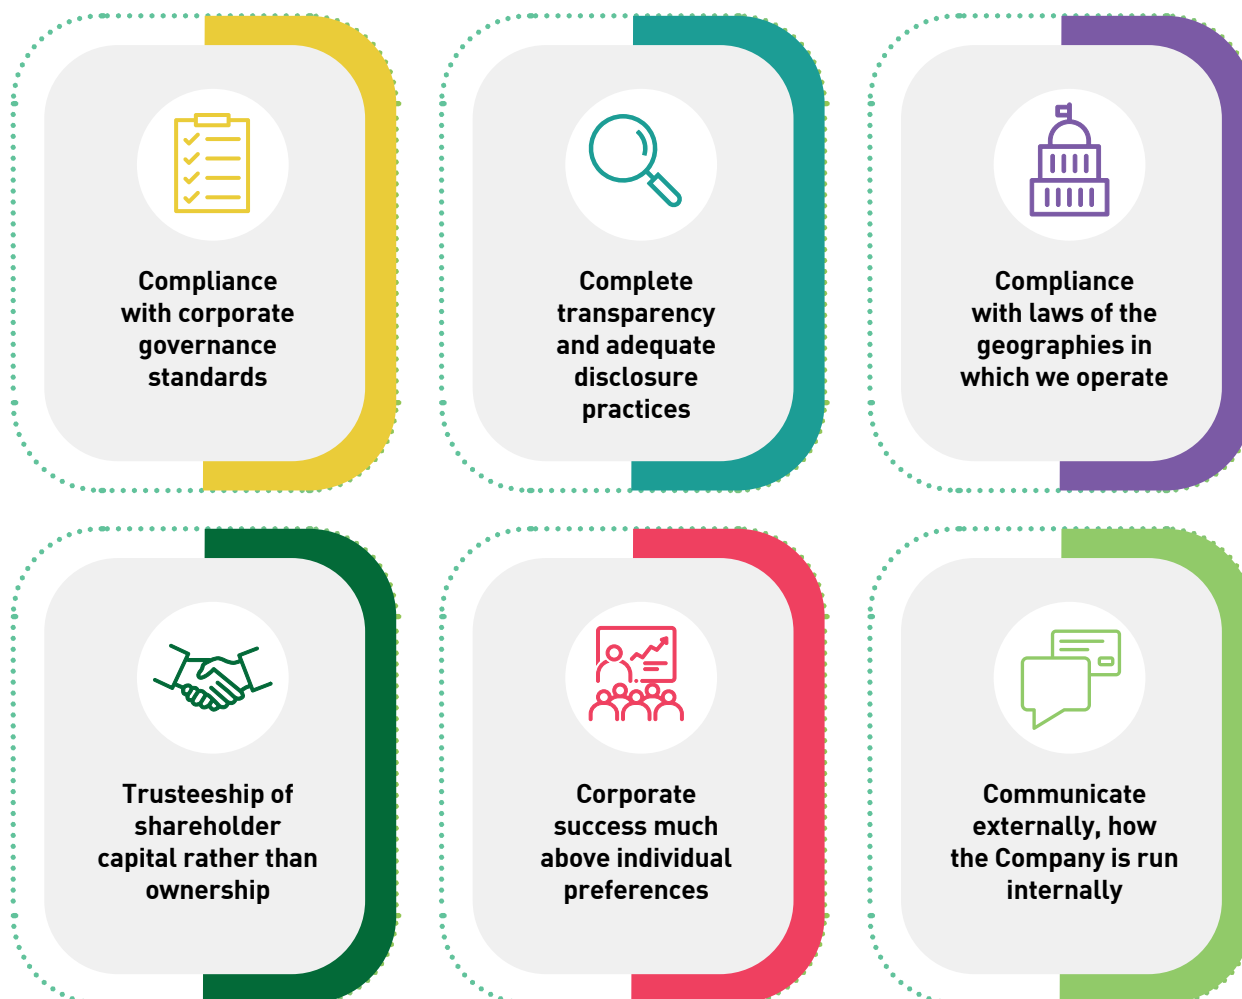 Compliance
with corporate
governance
standards
Complete
transparency
and adequate
disclosure
practices
Compliance
with laws of the
geographies in
which we operate
Trusteeship of
shareholder
capital rather than
ownership
Corporate
success much
above individual
preferences
Communicate
externally, how
the Company is run
internally